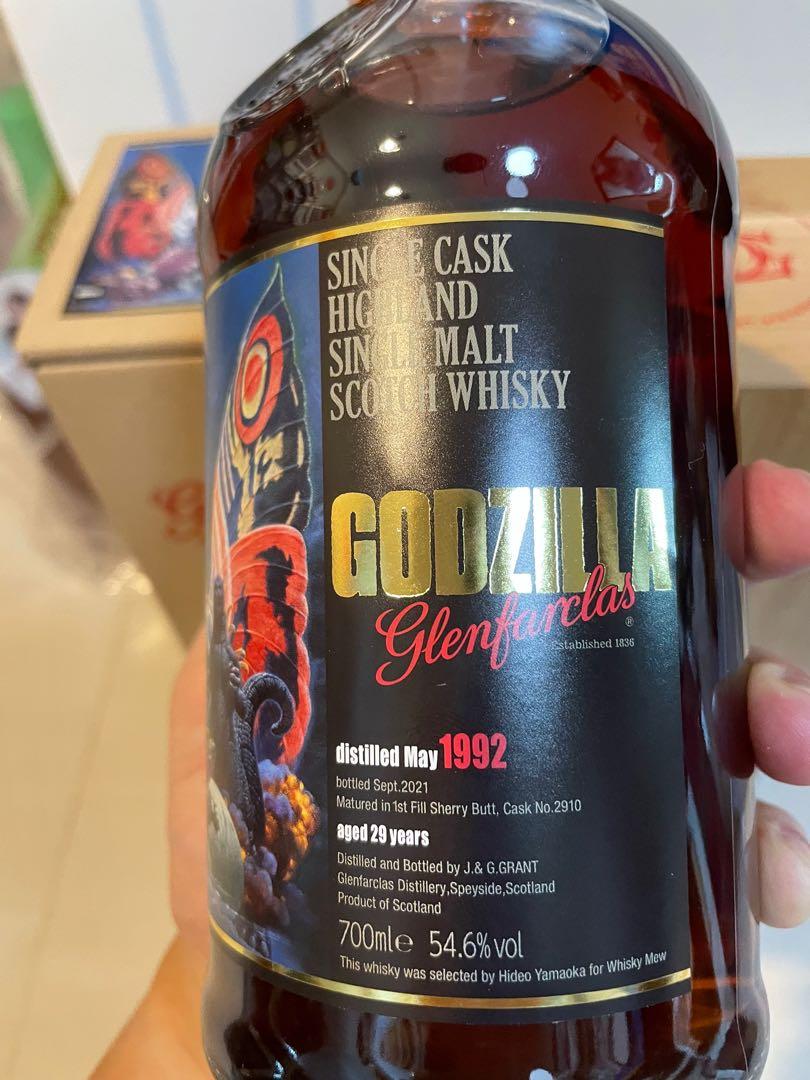 SINGLE CASK
HIGHLAND
SINGLE MALT
SCOTCH WHISKY
GODZILLA
Glenfarclas®
Established 1836
distilled May 1992
bottled Sept.2021
Matured in 1st Fill Sherry Butt, Cask No.2910
aged 29 years
Distilled and Bottled by J.& G.GRANT
Glenfarclas Distillery,Speyside,Scotland
Product of Scotland
700mle 54.6%vol
This whisky was selected by Hideo Yamaoka for Whisky Mew